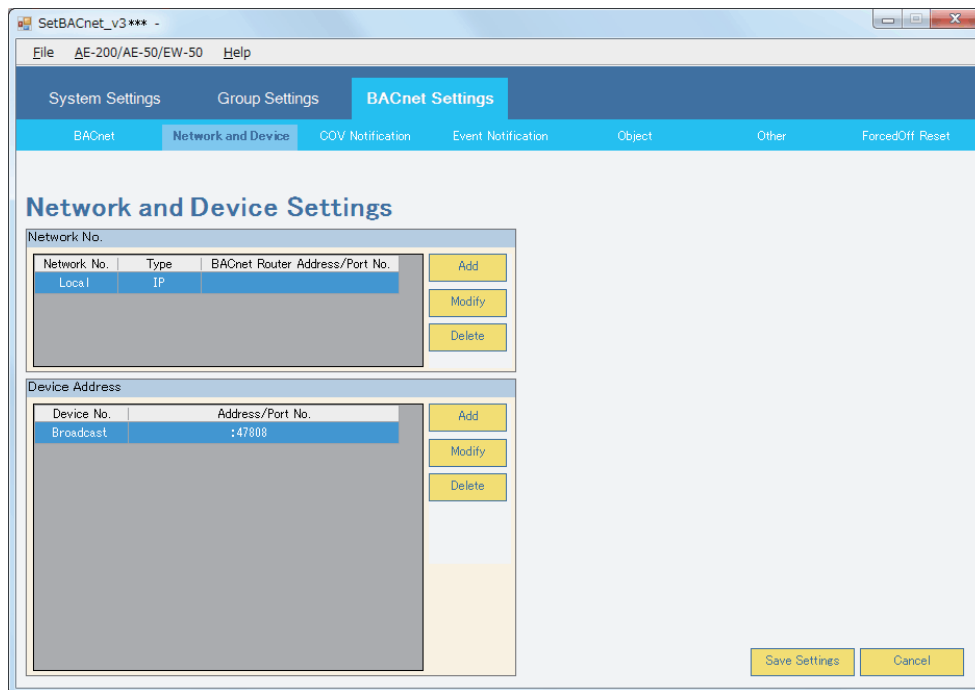 SetBACnet_v3*** -
File AE-200/AE-50/EW-50 Help
System Settings Group Settings BACnet Settings
BACnet Network and Device COV Notification Event Notification Object Other ForcedOff Reset
Network and Device Settings
Network No.
Network No. Type BACnet Router Address/Port No.
Local IP
Add
Modify
Delete
Device Address
Device No. Address/Port No.
Broadcast :47808
Add
Modify
Delete
Save Settings Cancel